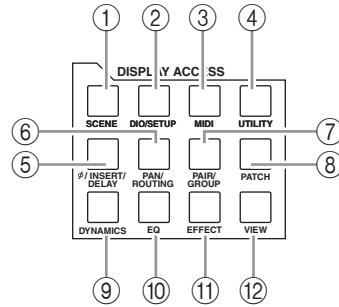 ① ② ③ ④
DISPLAY ACCESS
SCENE DIO/SETUP MIDI UTILITY
⑥ ⑦
⑤ ⑧
ø/INSERT/
DELAY
PAN/
ROUTING
PAIR/
GROUP
PATCH
DYNAMICS EQ EFFECT VIEW
⑨ ⑩ ⑪ ⑫